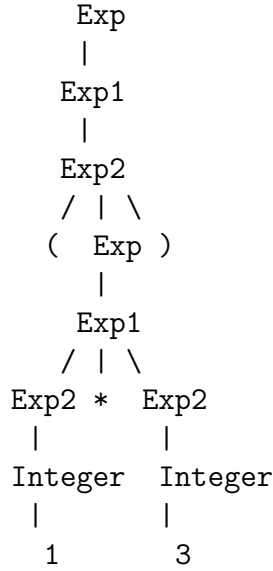 Exp
|
Exp1
|
Exp2
/ | \
( Exp )
|
Exp1
/ | \
Exp2 * Exp2
| |
Integer Integer
| |
1 3